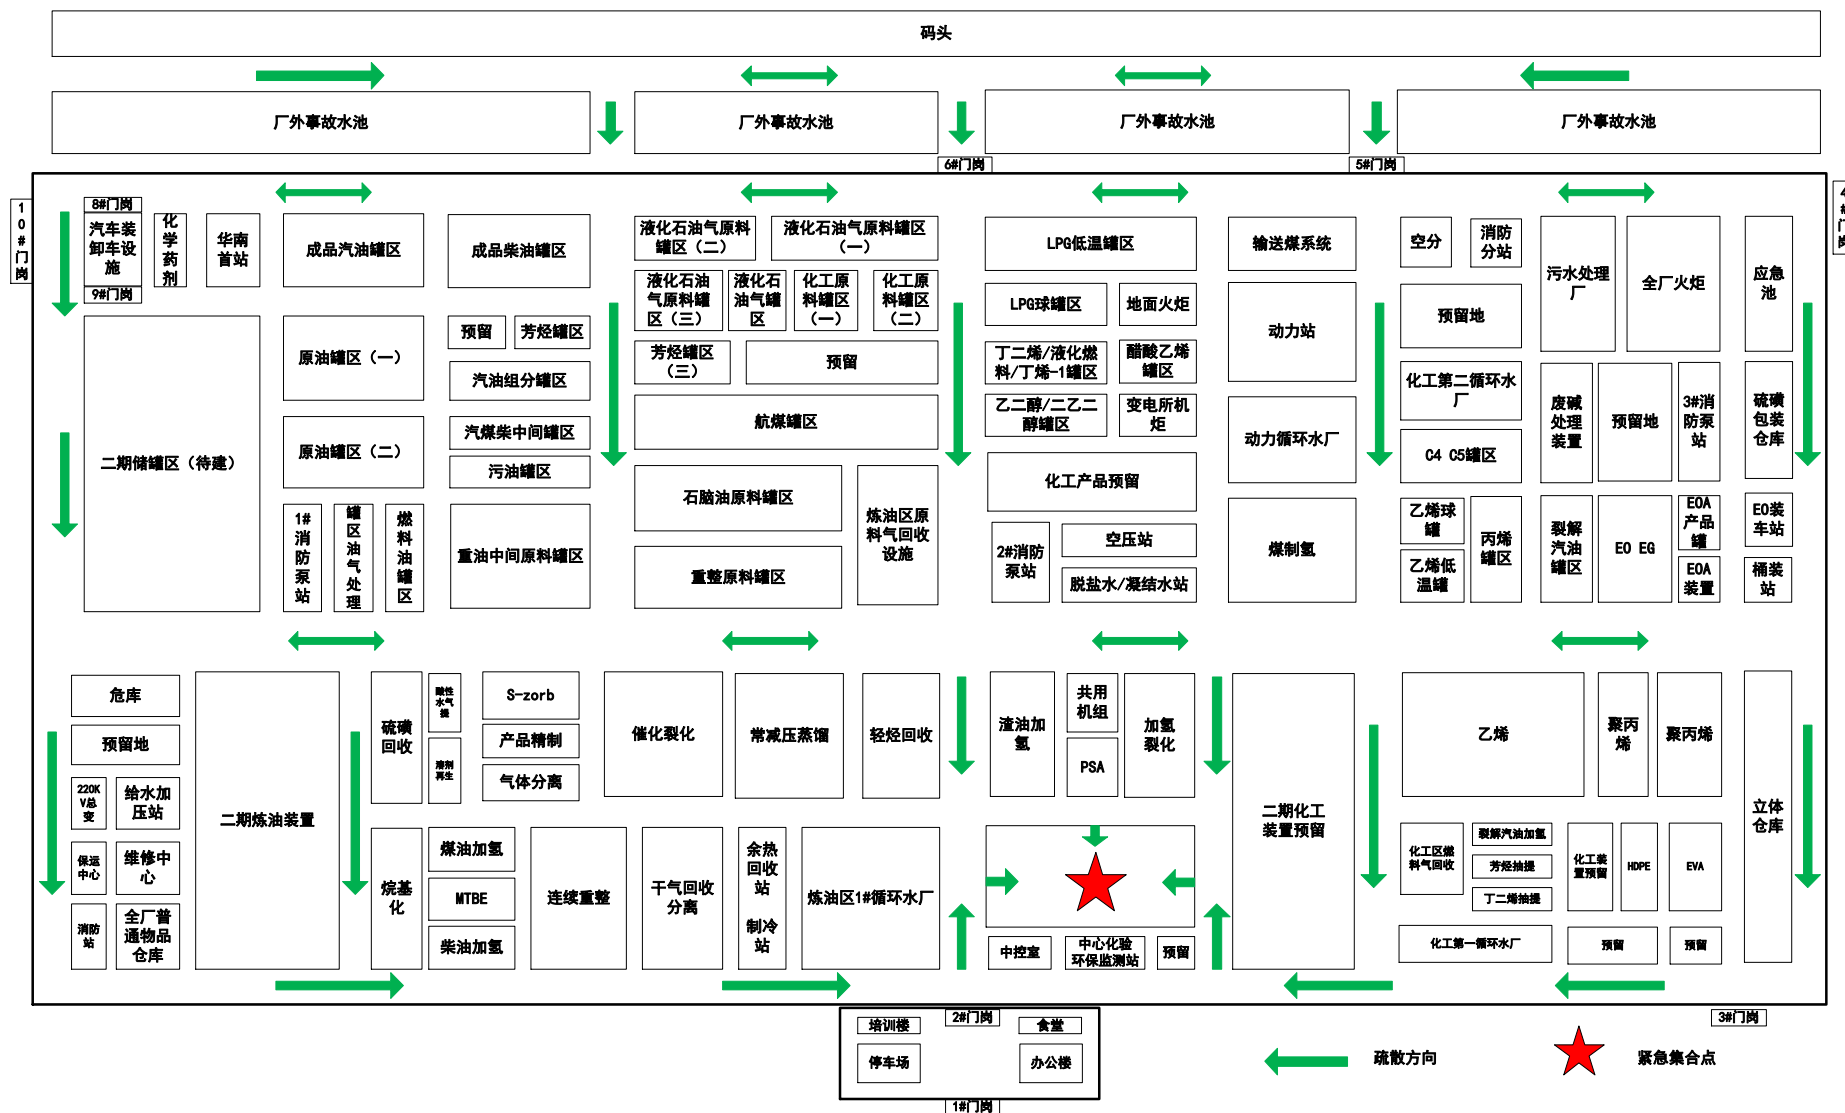 码头
厂外事故水池
厂外事故水池
厂外事故水池
厂外事故水池
6#门岗
5#门岗
10#门岗
4#门岗
8#门岗
汽车装
卸车设
施
9#门岗
化学药剂
华南
首站
成品汽油罐区
成品柴油罐区
液化石油气原料
罐区（二）
液化石油气原料罐区
（一）
LPG低温罐区
输送煤系统
空分
消防
分站
污水处理
厂
全厂火炬
应急
池
液化石油
气原料罐
区（三）
液化石
油气罐
区
化工原
料罐区
（一）
化工原
料罐区
（二）
LPG球罐区
地面火炬
动力站
预留地
二期储罐区（待建）
原油罐区（一）
预留
芳烃罐区
芳烃罐区
（三）
预留
丁二烯/液化燃
料/丁烯-1罐区
醋酸乙烯
罐区
汽油组分罐区
化工第二循环水
厂
废碱
处理
装置
预留地
3#消
防泵
站
硫磺
包装
仓库
原油罐区（二）
汽煤柴中间罐区
航煤罐区
乙二醇/二乙二
醇罐区
变电所机
炬
动力循环水厂
C4 C5罐区
污油罐区
石脑油原料罐区
炼油区原
料气回收
设施
化工产品预留
1#
消
防
泵
站
罐区油气处理
燃料油罐区
重油中间原料罐区
重整原料罐区
2#消防
泵站
空压站
脱盐水/凝结水站
煤制氢
乙烯球
罐
乙烯低
温罐
丙烯
罐区
裂解
汽油
罐区
EO EG
EOA
产品
罐
EOA
装置
EO装
车站
桶装
站
危库
预留地
220K
V总
变
给水加
压站
保运
中心
维修中
心
消防
站
全厂普
通物品
仓库
二期炼油装置
硫磺
回收
酸性
水气
提
溶剂
再生
S-zorb
产品精制
气体分离
催化裂化
常减压蒸馏
轻烃回收
渣油加
氢
共用
机组
PSA
加氢
裂化
二期化工
装置预留
乙烯
聚丙
烯
聚丙烯
立体
仓库
烷基
化
煤油加氢
MTBE
柴油加氢
连续重整
干气回收
分离
余热
回收
站
制冷
站
炼油区1#循环水厂
中控室
中心化验
环保监测站
预留
化工区燃
料气回收
裂解汽油加氢
芳烃抽提
丁二烯抽提
化工装
置预留
HDPE
EVA
化工第一循环水厂
预留
预留
培训楼
2#门岗
食堂
停车场
办公楼
1#门岗
3#门岗
疏散方向
紧急集合点